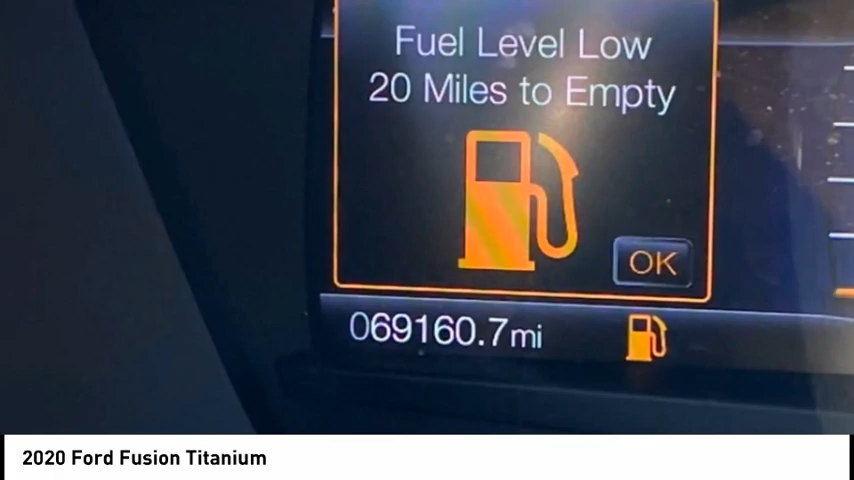 Fuel Level Low
20 Miles to Empty
OK
069160.7mi
2020 Ford Fusion Titanium